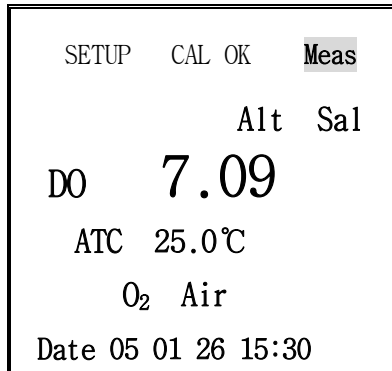 SETUP CAL OK Meas
Alt Sal
DO 7.09
ATC 25.0℃
O₂ Air
Date 05 01 26 15:30